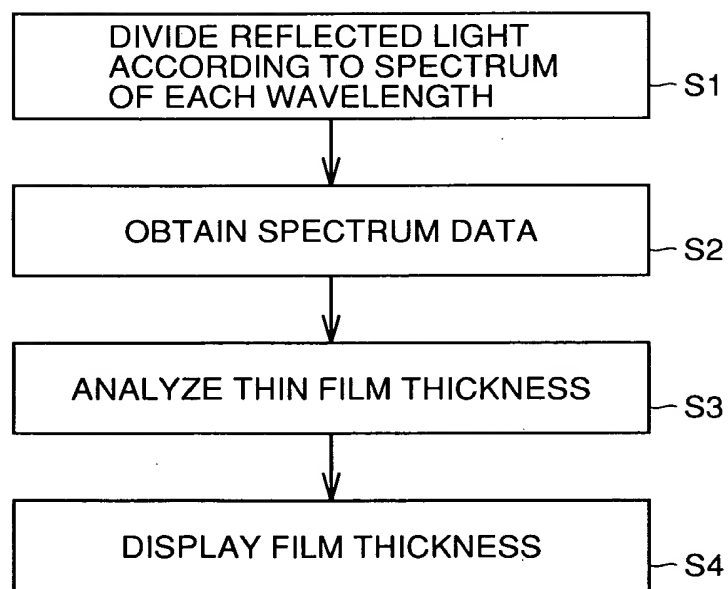 DIVIDE REFLECTED LIGHT
ACCORDING TO SPECTRUM
OF EACH WAVELENGTH
S1
OBTAIN SPECTRUM DATA
S2
ANALYZE THIN FILM THICKNESS
S3
DISPLAY FILM THICKNESS
S4